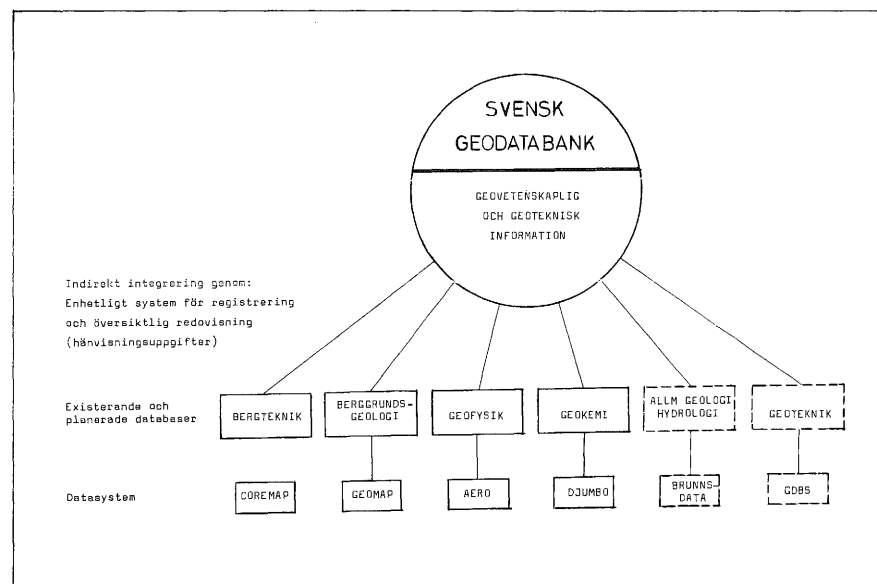 SVENSK
GEODATABANK
GEOVETENSKAPLIG
OCH GEOTEKNISK
INFORMATION
Indirekt integrering genom:
Enhetligt system för registrering
och översiktlig redovisning
(hänvisningsuppgifter)
Existerande och
planerade databaser
BERGTEKNIK
BERGGRUNDS-
GEOLOGI
GEOFYSIK
GEOKEMI
ALLM GEOLOGI
HYDROLOGI
GEOTEKNIK
Datasystem
COREMAP
GEOMAP
AERO
DJUMBO
BRUNNS-
DATA
GDBS